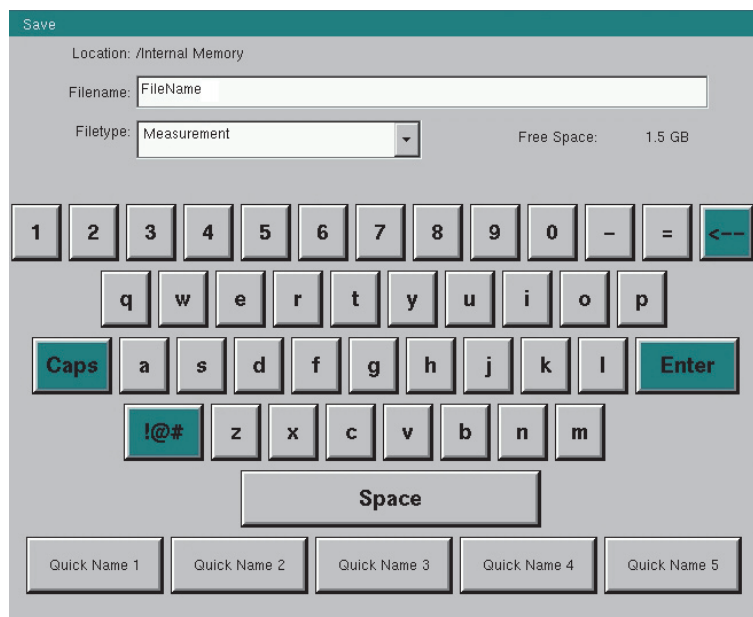 Save
Location: /Internal Memory
Filename: FileName
Filetype: Measurement Free Space: 1.5 GB
1 2 3 4 5 6 7 8 9 0 – = <--
q w e r t y u i o p
Caps a s d f g h j k l Enter
!@# z x c v b n m
Space
Quick Name 1 Quick Name 2 Quick Name 3 Quick Name 4 Quick Name 5